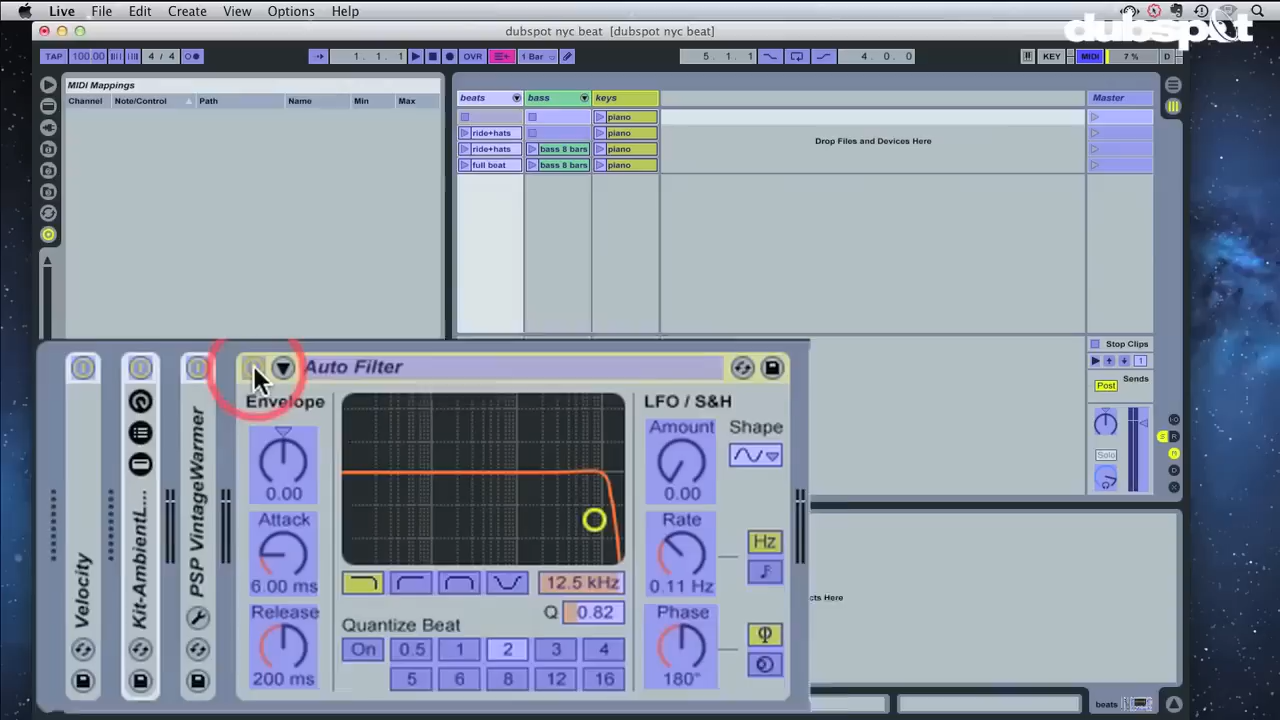 Live File Edit Create View Options Help
dubspot
dubspot nyc beat [dubspot nyc beat]
TAP 100.00 4 / 4 1. 1. 1 OVR 1 Bar 5. 1. 1 4. 0. 0 KEY MIDI 7 % D
MIDI Mappings
Channel Note/Control Path Name Min Max
beats bass keys Master
piano
ride+hats piano
ride+hats bass 8 bars piano
full beat bass 8 bars piano
Drop Files and Devices Here
Stop Clips
1
Post Sends
Solo
S R
D
Auto Filter
Envelope
0.00
Attack
6.00 ms
Release
200 ms
12.5 kHz
Q 0.82
Quantize Beat
On 0.5 1 2 3 4
5 6 8 12 16
LFO / S&H
Amount Shape
0.00
Rate
0.11 Hz
Hz
Phase
180°
Velocity
Kit-AmbientL...
PSP VintageWarmer
cts Here
beats